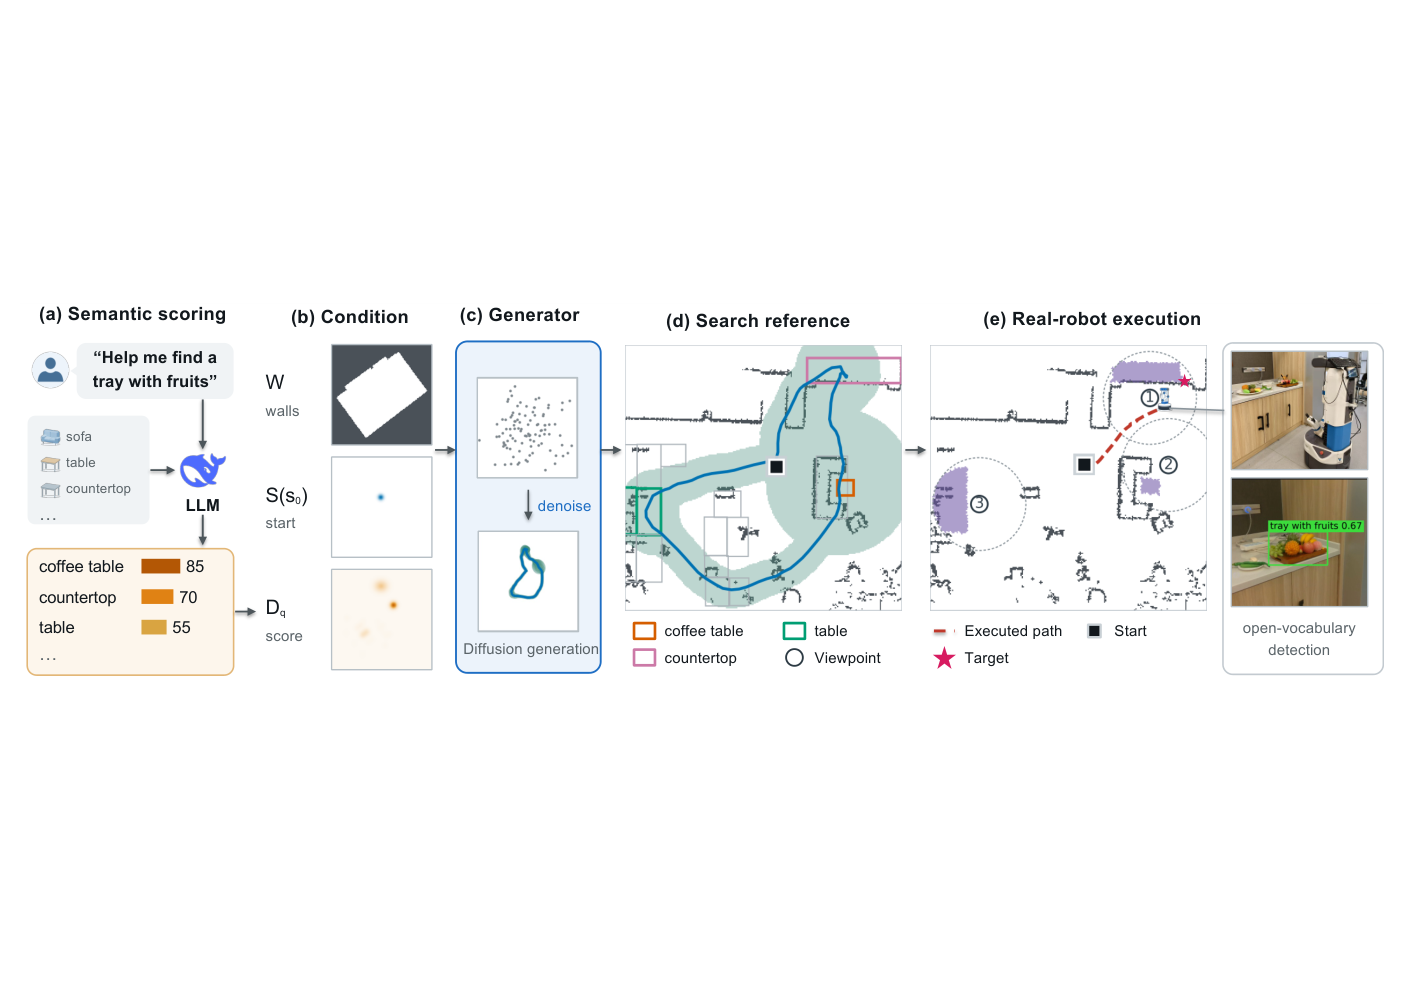 (a) Semantic scoring
“Help me find a
tray with fruits”
sofa
table
countertop
...
LLM
coffee table 85
countertop 70
table 55
...
(b) Condition
W
walls
S(s₀)
start
D_q
score
(c) Generator
denoise
Diffusion generation
(d) Search reference
coffee table
table
countertop
Viewpoint
(e) Real-robot execution
1
2
3
Executed path
Start
Target
tray with fruits 0.67
open-vocabulary
detection